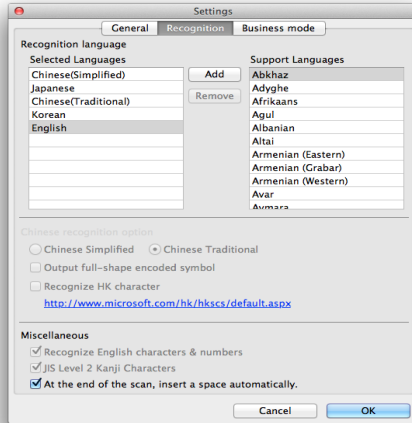 Settings
General Recognition Business mode
Recognition language
Selected Languages Support Languages
Chinese(Simplified) Add Abkhaz
Japanese Adyghe
Chinese(Traditional) Remove Afrikaans
Korean Agul
English Albanian
Altai
Armenian (Eastern)
Armenian (Grabar)
Armenian (Western)
Avar
Aymara
Chinese recognition option
Chinese Simplified Chinese Traditional
Output full-shape encoded symbol
Recognize HK character
http://www.microsoft.com/hk/hkscs/default.aspx
Miscellaneous
Recognize English characters & numbers
JIS Level 2 Kanji Characters
At the end of the scan, insert a space automatically.
Cancel OK